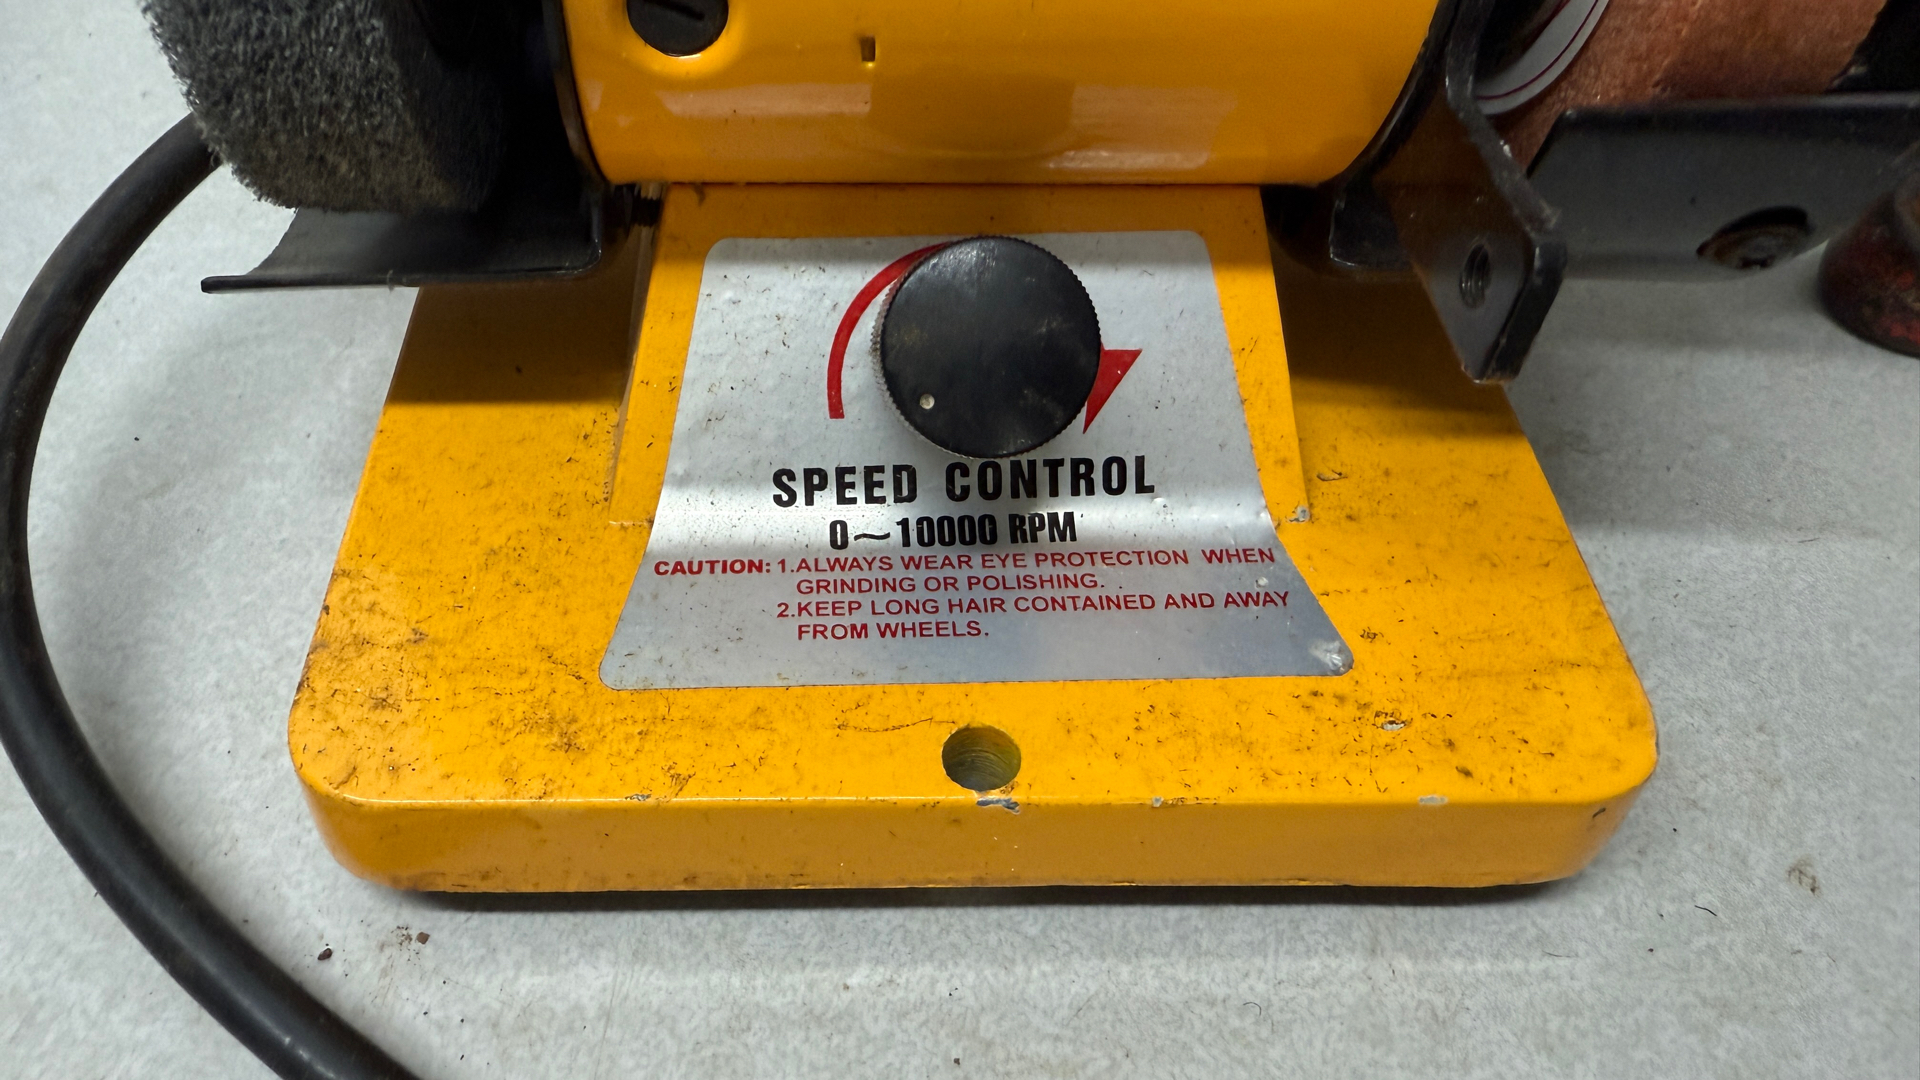 SPEED CONTROL
0~10000 RPM
CAUTION: 1.ALWAYS WEAR EYE PROTECTION WHEN
GRINDING OR POLISHING.
2.KEEP LONG HAIR CONTAINED AND AWAY
FROM WHEELS.